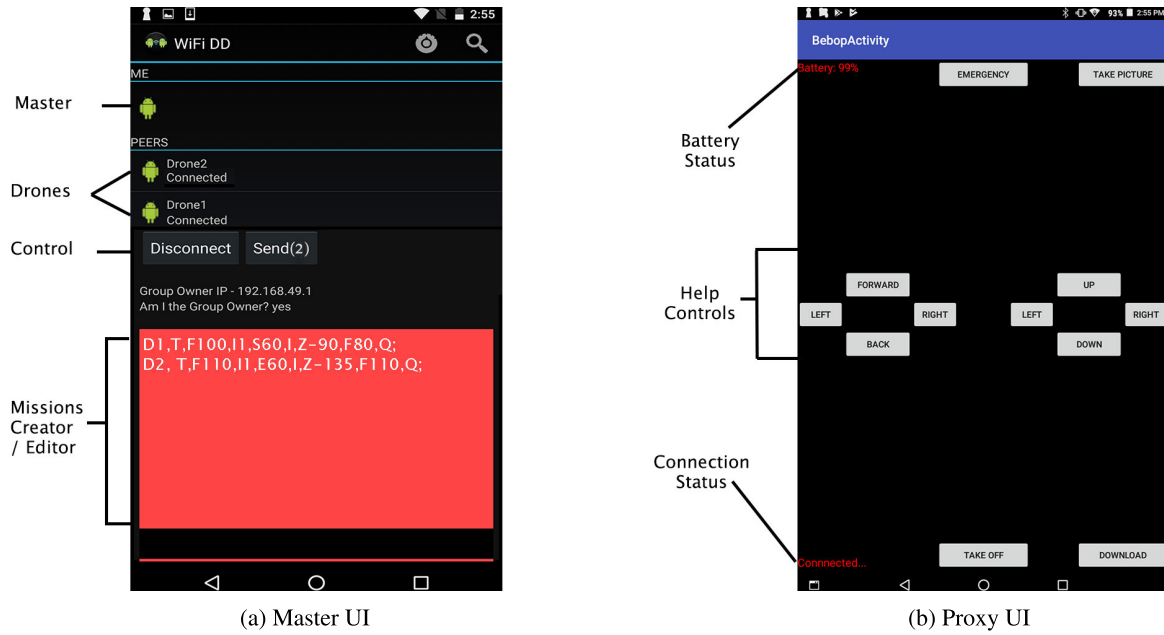 2:55
WiFi DD
ME
Master
PEERS
Drone2
Connected
Drones
Drone1
Connected
Control
Disconnect
Send(2)
Group Owner IP - 192.168.49.1
Am I the Group Owner? yes
D1,T,F100,I1,S60,I,Z-90,F80,Q;
D2, T,F110,I1,E60,I,Z-135,F110,Q;
Missions
Creator
/ Editor
(a) Master UI
93% 2:55 PM
BebopActivity
Battery: 99%
EMERGENCY
TAKE PICTURE
Battery
Status
Help
Controls
FORWARD
UP
LEFT
RIGHT
LEFT
RIGHT
BACK
DOWN
Connection
Status
TAKE OFF
DOWNLOAD
Connnected...
(b) Proxy UI